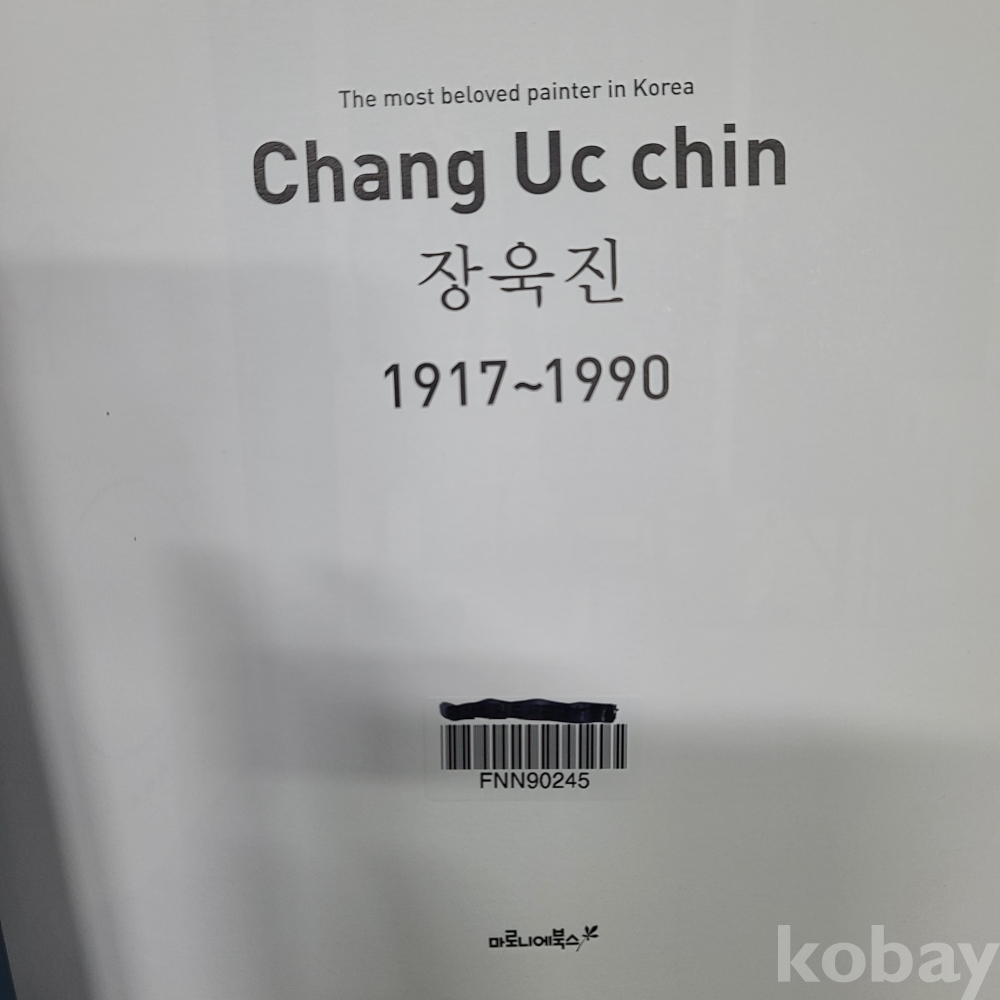 The most beloved painter in Korea
Chang Uc chin
장욱진
1917~1990
FNN90245
마로니에북스
kobay